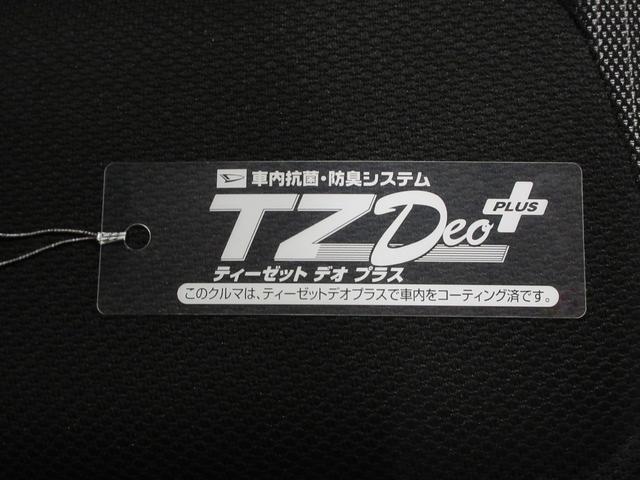 車内抗菌・防臭システム
TZ Deo PLUS
ティーゼット デオ プラス
このクルマは、ティーゼットデオプラスで車内をコーティング済です。